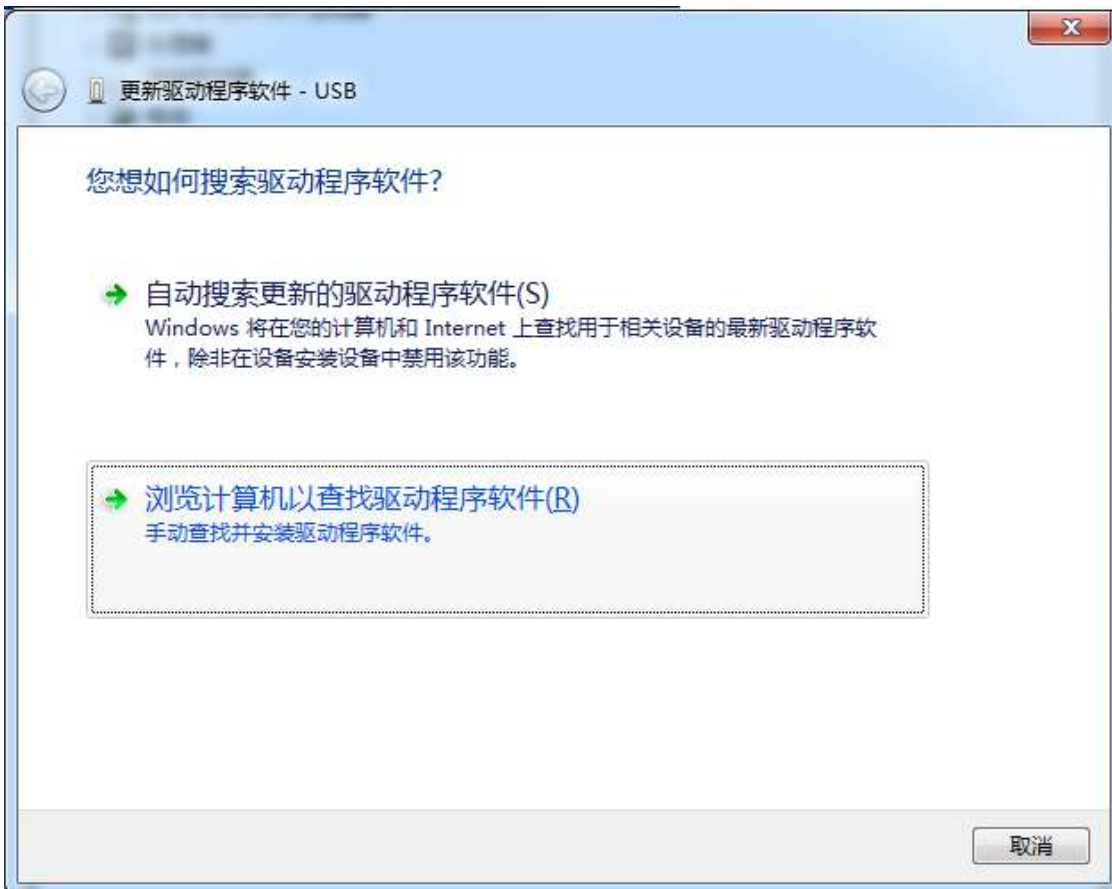 更新驱动程序软件 - USB
您想如何搜索驱动程序软件?
自动搜索更新的驱动程序软件(S)
Windows 将在您的计算机和 Internet 上查找用于相关设备的最新驱动程序软
件，除非在设备安装设备中禁用该功能。
浏览计算机以查找驱动程序软件(R)
手动查找并安装驱动程序软件。
取消